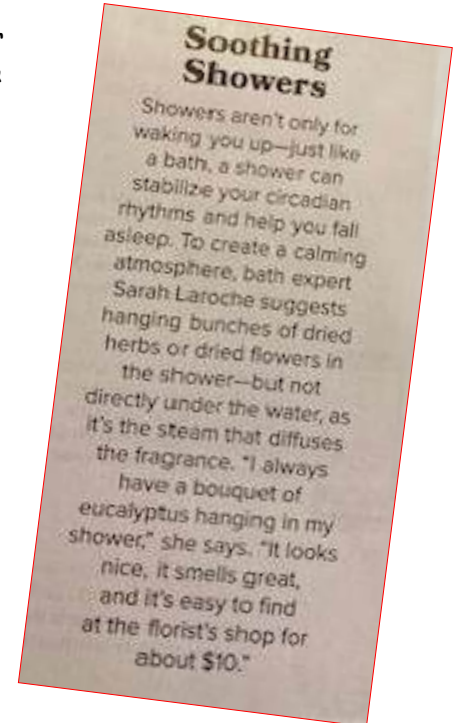 Soothing
Showers
Showers aren't only for
waking you up—just like
a bath, a shower can
stabilize your circadian
rhythms and help you fall
asleep. To create a calming
atmosphere, bath expert
Sarah Laroche suggests
hanging bunches of dried
herbs or dried flowers in
the shower—but not
directly under the water, as
it's the steam that diffuses
the fragrance. "I always
have a bouquet of
eucalyptus hanging in my
shower," she says. "It looks
nice, it smells great,
and it's easy to find
at the florist's shop for
about $10."